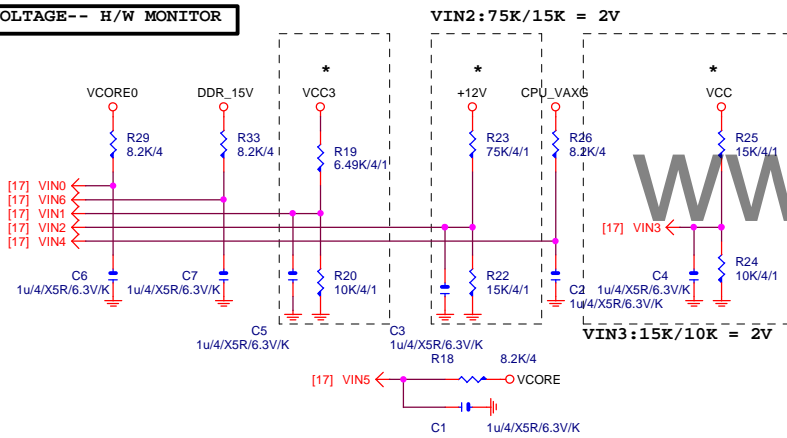 OLTAGE-- H/W MONITOR
VIN2:75K/15K = 2V
* * *
VCORE0 DDR_15V VCC3 +12V CPU_VAXG VCC
R29 8.2K/4
R33 8.2K/4
R19 6.49K/4/1
R23 75K/4/1
R26 8.2K/4
R25 15K/4/1
WW
[17] VIN0
[17] VIN6
[17] VIN1
[17] VIN2
[17] VIN4
[17] VIN3
C6 1u/4/X5R/6.3V/K
C7 1u/4/X5R/6.3V/K
R20 10K/4/1
R22 15K/4/1
C2 1u/4/X5R/6.3V/K
C4 1u/4/X5R/6.3V/K
R24 10K/4/1
C5 1u/4/X5R/6.3V/K
C3 1u/4/X5R/6.3V/K
VIN3:15K/10K = 2V
R18 8.2K/4
[17] VIN5
VCORE
C1 1u/4/X5R/6.3V/K